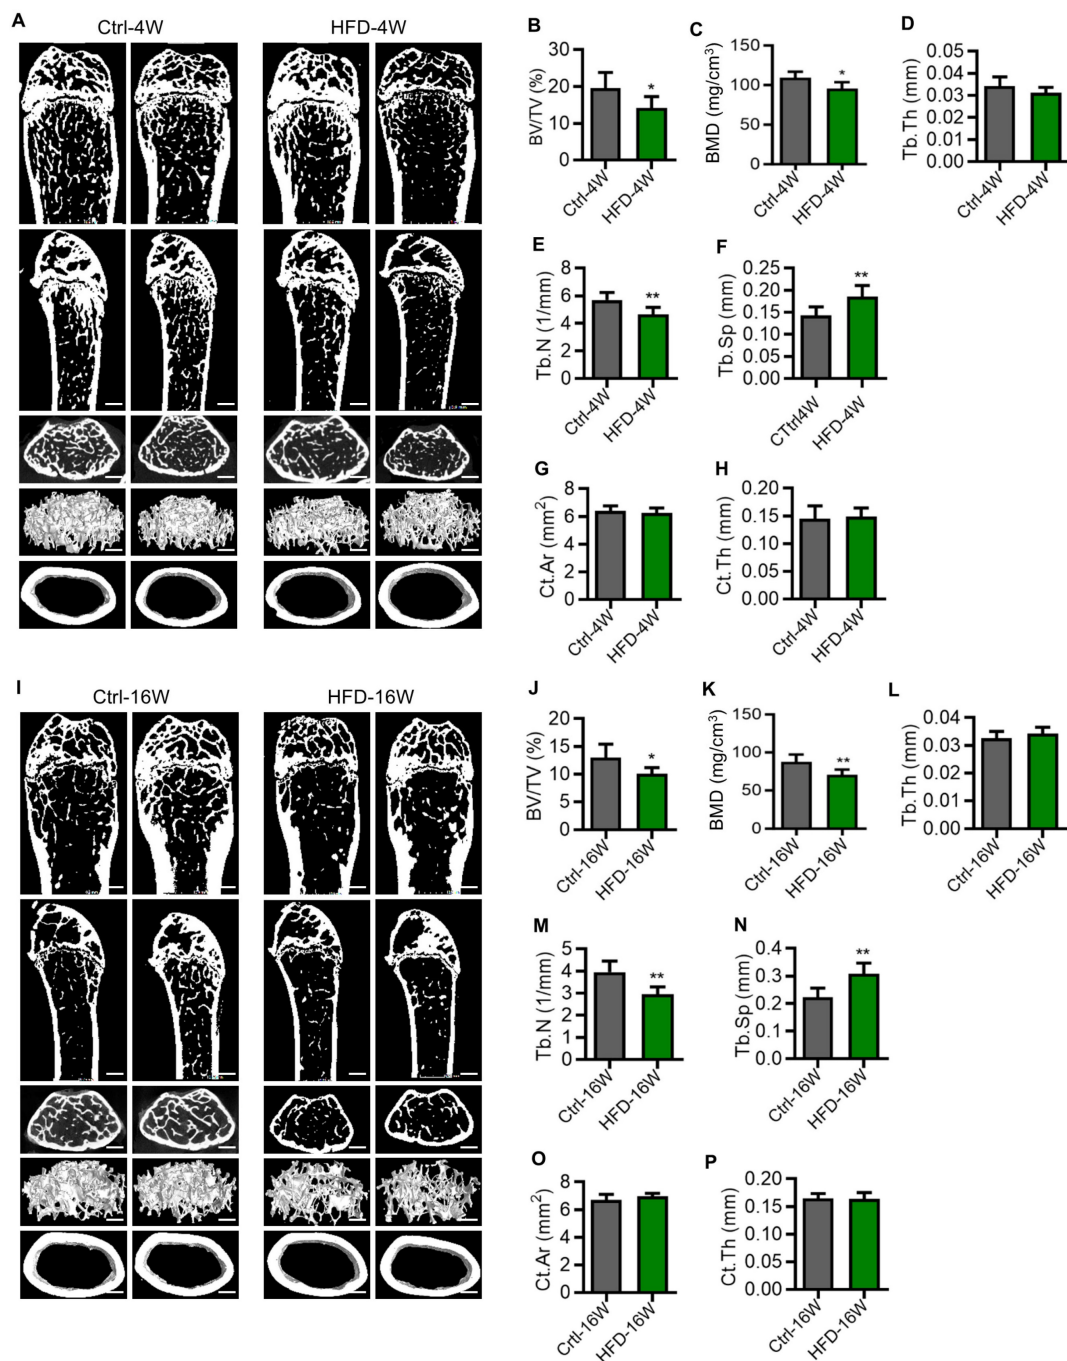 A
Ctrl-4W
HFD-4W
B
BV/TV (%)
30
20
10
0
Ctrl-4W
HFD-4W
*
C
BMD (mg/cm³)
150
100
50
0
Ctrl-4W
HFD-4W
*
D
Tb.Th (mm)
0.05
0.04
0.03
0.02
0.01
0.00
Ctrl-4W
HFD-4W
E
Tb.N (1/mm)
8
6
4
2
0
Ctrl-4W
HFD-4W
**
F
Tb.Sp (mm)
0.25
0.20
0.15
0.10
0.05
0.00
CTtrl4W
HFD-4W
**
G
Ct.Ar (mm²)
8
6
4
2
0
Ctrl-4W
HFD-4W
H
Ct.Th (mm)
0.20
0.15
0.10
0.05
0.00
Ctrl-4W
HFD-4W
I
Ctrl-16W
HFD-16W
J
BV/TV (%)
20
15
10
5
0
Ctrl-16W
HFD-16W
*
K
BMD (mg/cm³)
150
100
50
0
Ctrl-16W
HFD-16W
**
L
Tb.Th (mm)
0.04
0.03
0.02
0.01
0.00
Ctrl-16W
HFD-16W
M
Tb.N (1/mm)
5
4
3
2
1
0
Ctrl-16W
HFD-16W
**
N
Tb.Sp (mm)
0.4
0.3
0.2
0.1
0.0
Ctrl-16W
HFD-16W
**
O
Ct.Ar (mm²)
8
6
4
2
0
Crtl-16W
HFD-16W
P
Ct.Th (mm)
0.20
0.15
0.10
0.05
0.00
Ctrl-16W
HFD-16W